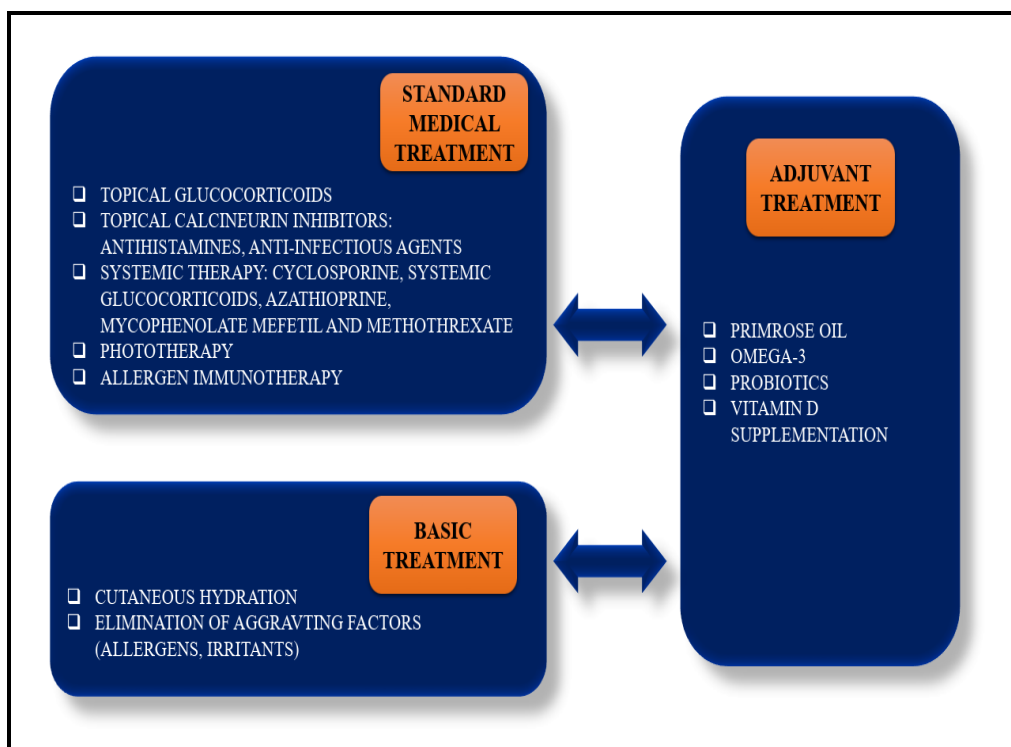 STANDARD
MEDICAL
TREATMENT
TOPICAL GLUCOCORTICOIDS
TOPICAL CALCINEURIN INHIBITORS:
ANTIHISTAMINES, ANTI-INFECTIOUS AGENTS
SYSTEMIC THERAPY: CYCLOSPORINE, SYSTEMIC
GLUCOCORTICOIDS, AZATHIOPRINE,
MYCOPHENOLATE MEFETIL AND METHOTHREXATE
PHOTOTHERAPY
ALLERGEN IMMUNOTHERAPY
BASIC
TREATMENT
CUTANEOUS HYDRATION
ELIMINATION OF AGGRAVTING FACTORS
(ALLERGENS, IRRITANTS)
ADJUVANT
TREATMENT
PRIMROSE OIL
OMEGA-3
PROBIOTICS
VITAMIN D
SUPPLEMENTATION